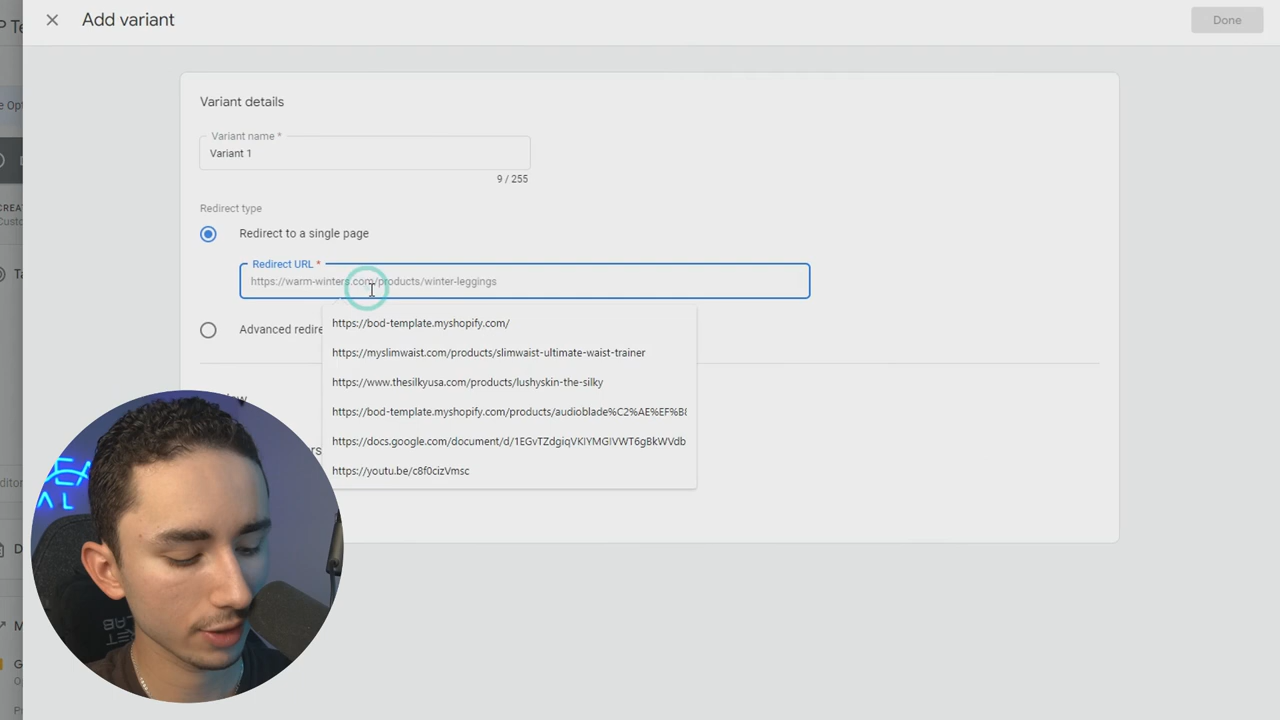 Add variant
Done
Variant details
Variant name *
Variant 1
9 / 255
Redirect type
Redirect to a single page
Redirect URL *
https://warm-winters.com/products/winter-leggings
Advanced redire
https://bod-template.myshopify.com/
https://myslimwaist.com/products/slimwaist-ultimate-waist-trainer
https://www.thesilkyusa.com/products/lushyskin-the-silky
https://bod-template.myshopify.com/products/audioblade%C2%AE%EF%B8
https://docs.google.com/document/d/1EGvTZdgiqVKIYMGIVWT6gBkWVdb
https://youtu.be/c8f0cizVmsc